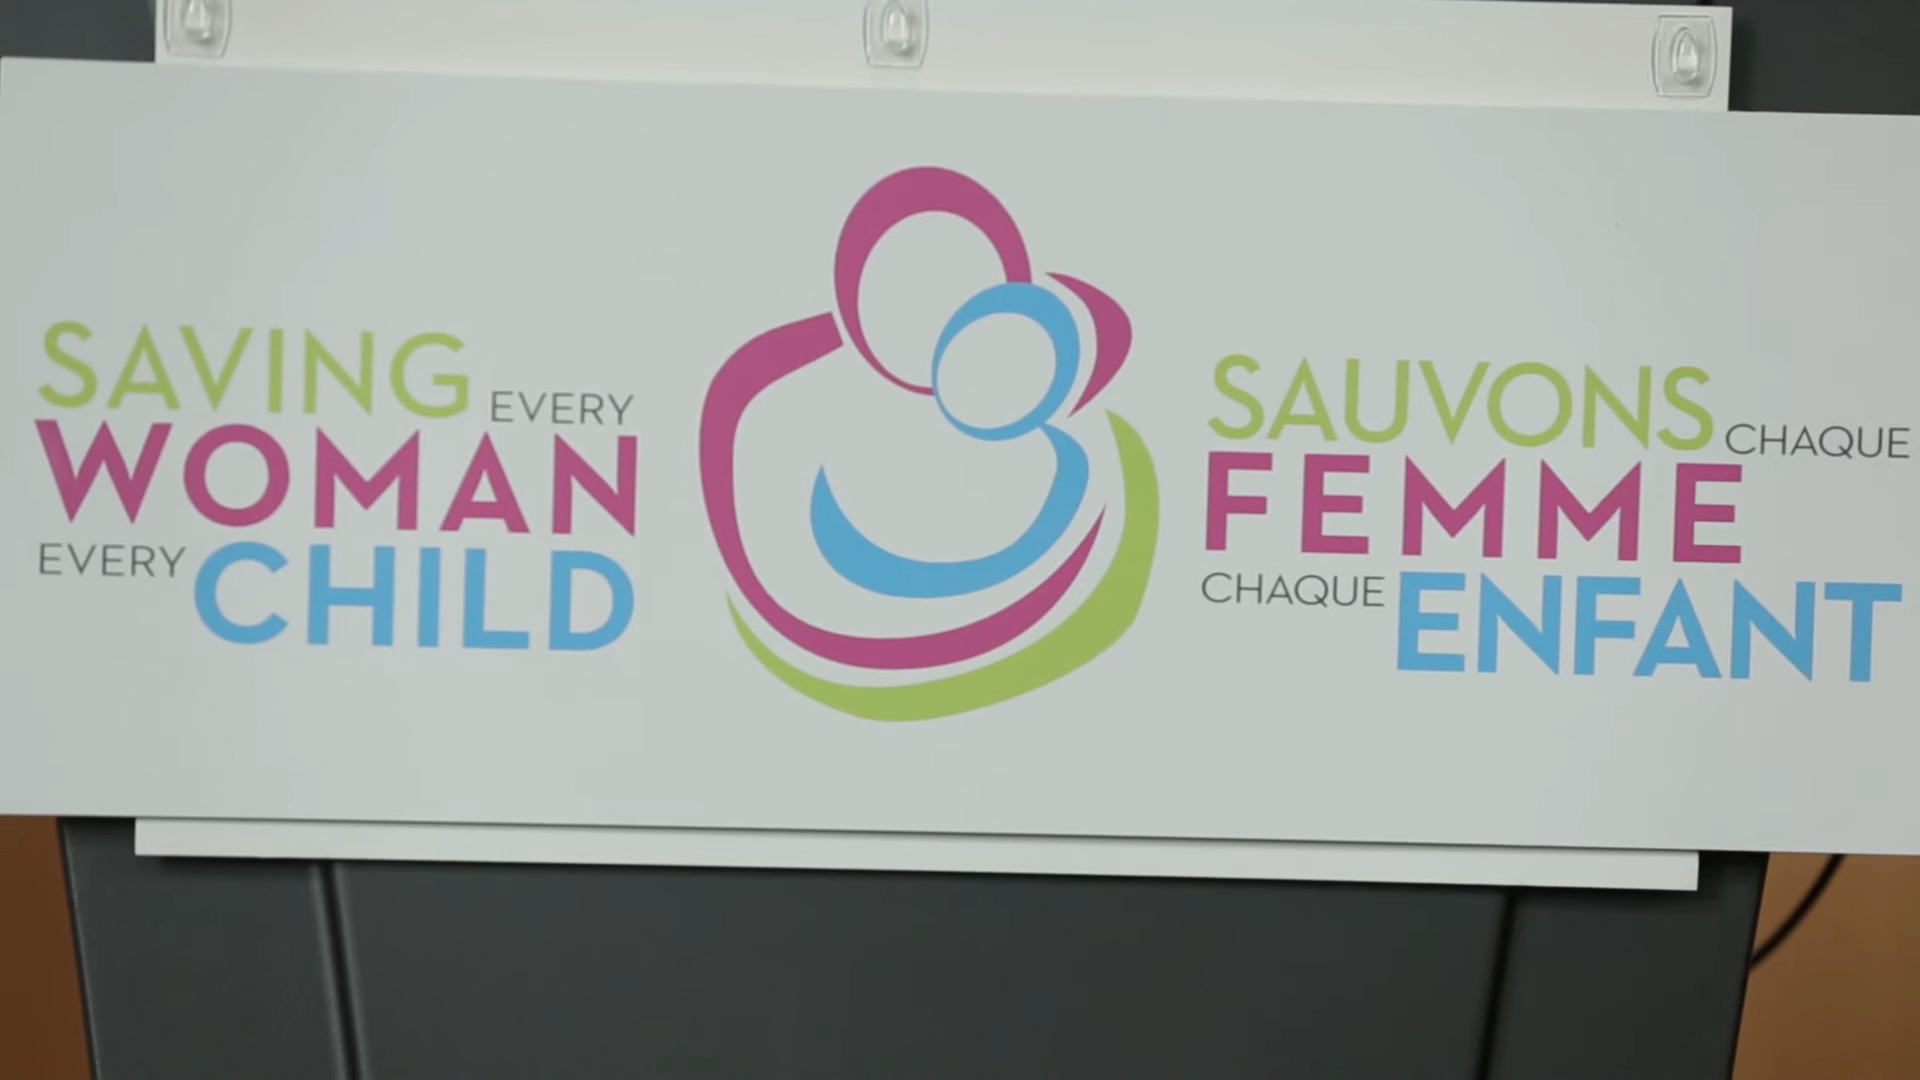 SAVING EVERY
WOMAN
EVERY CHILD
SAUVONS CHAQUE
FEMME
CHAQUE ENFANT